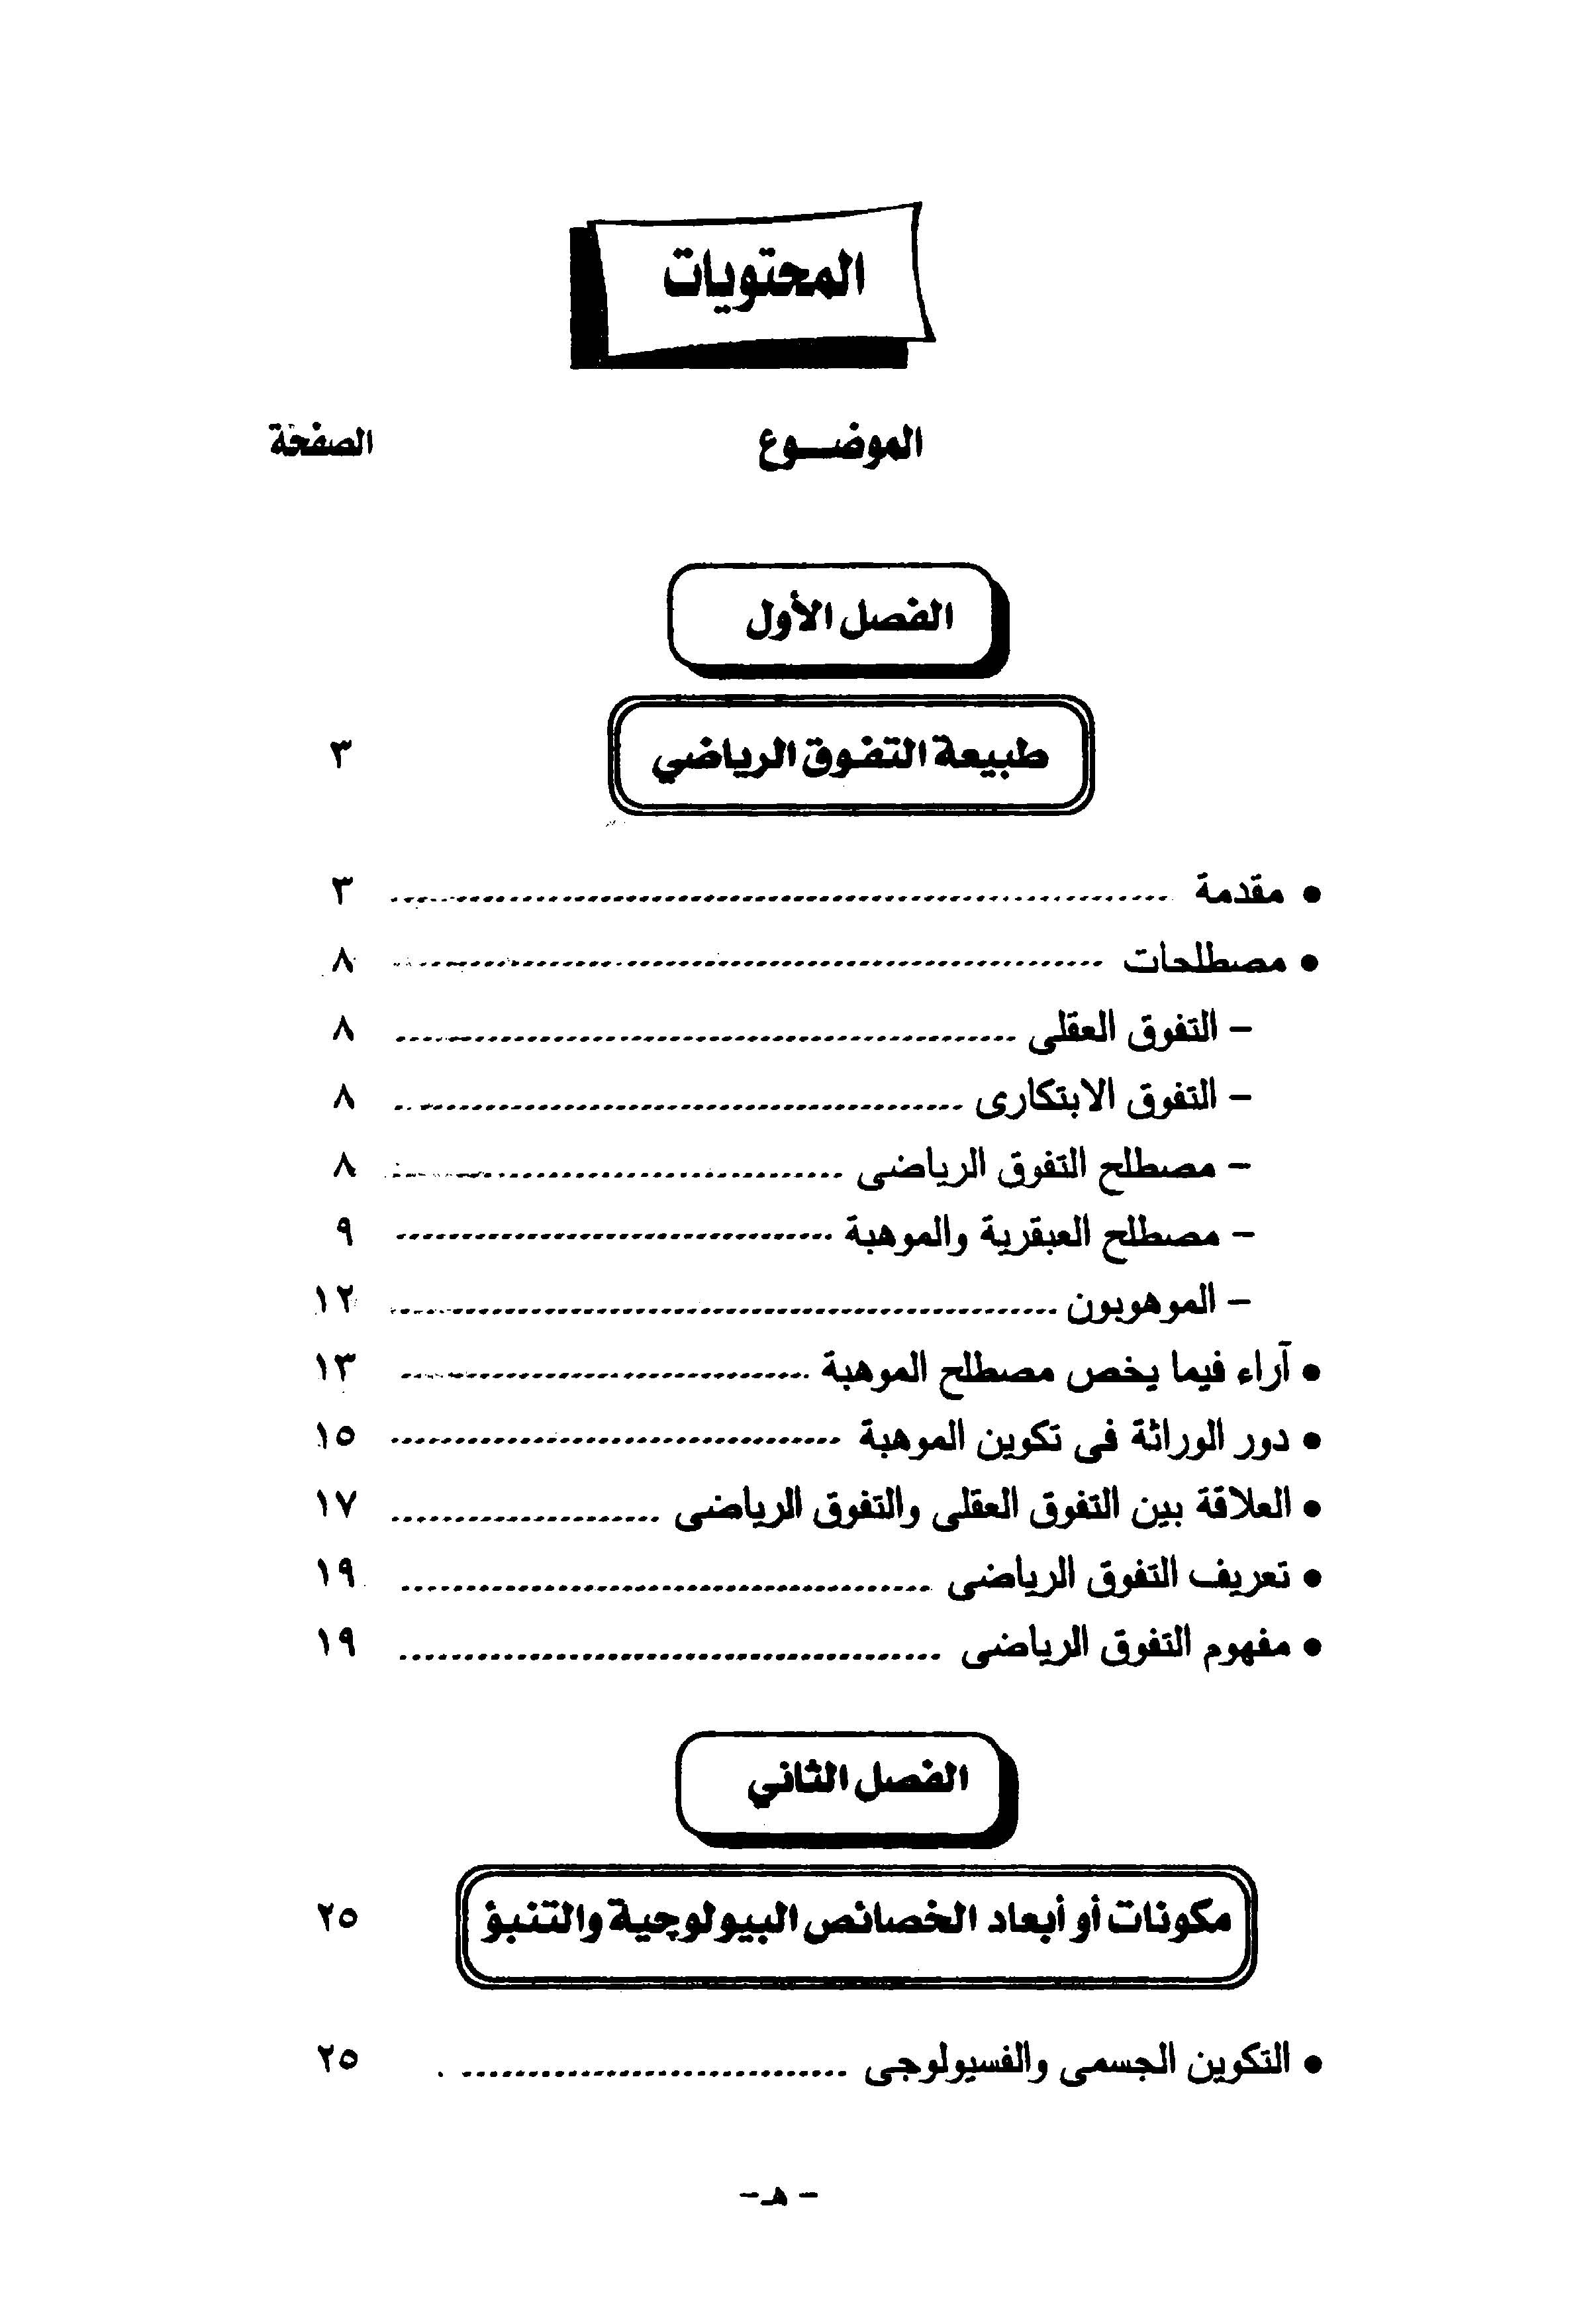 المحتويات
الموضــوع الصفحة
الفصل الأول
طبيعة التفوق الرياضي ٣
• مقدمة ........ ٣
• مصطلحات ........ ٨
– التفوق العقلى ........ ٨
– التفوق الابتكارى ........ ٨
– مصطلح التفوق الرياضى ........ ٨
– مصطلح العبقرية والموهبة ........ ٩
– الموهوبون ........ ١٢
• آراء فيما يخص مصطلح الموهبة ........ ١٣
• دور الوراثة فى تكوين الموهبة ........ ١٥
• العلاقة بين التفوق العقلى والتفوق الرياضى ........ ١٧
• تعريف التفوق الرياضى ........ ١٩
• مفهوم التفوق الرياضى ........ ١٩
الفصل الثاني
مكونات أو أبعاد الخصائص البيولوجية والتنبؤ ٢٥
• التكوين الجسمى والفسيولوجى ........ ٢٥
– هـ –